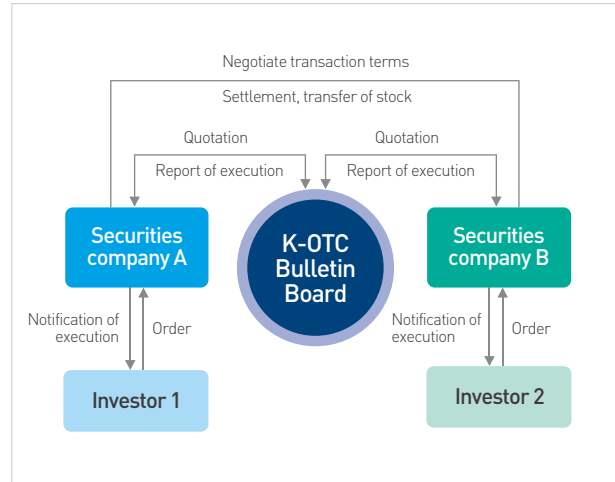 Negotiate transaction terms
Settlement, transfer of stock
Quotation
Quotation
Report of execution
Report of execution
Securities
company A
K-OTC
Bulletin
Board
Securities
company B
Notification of
execution
Order
Notification of
execution
Order
Investor 1
Investor 2